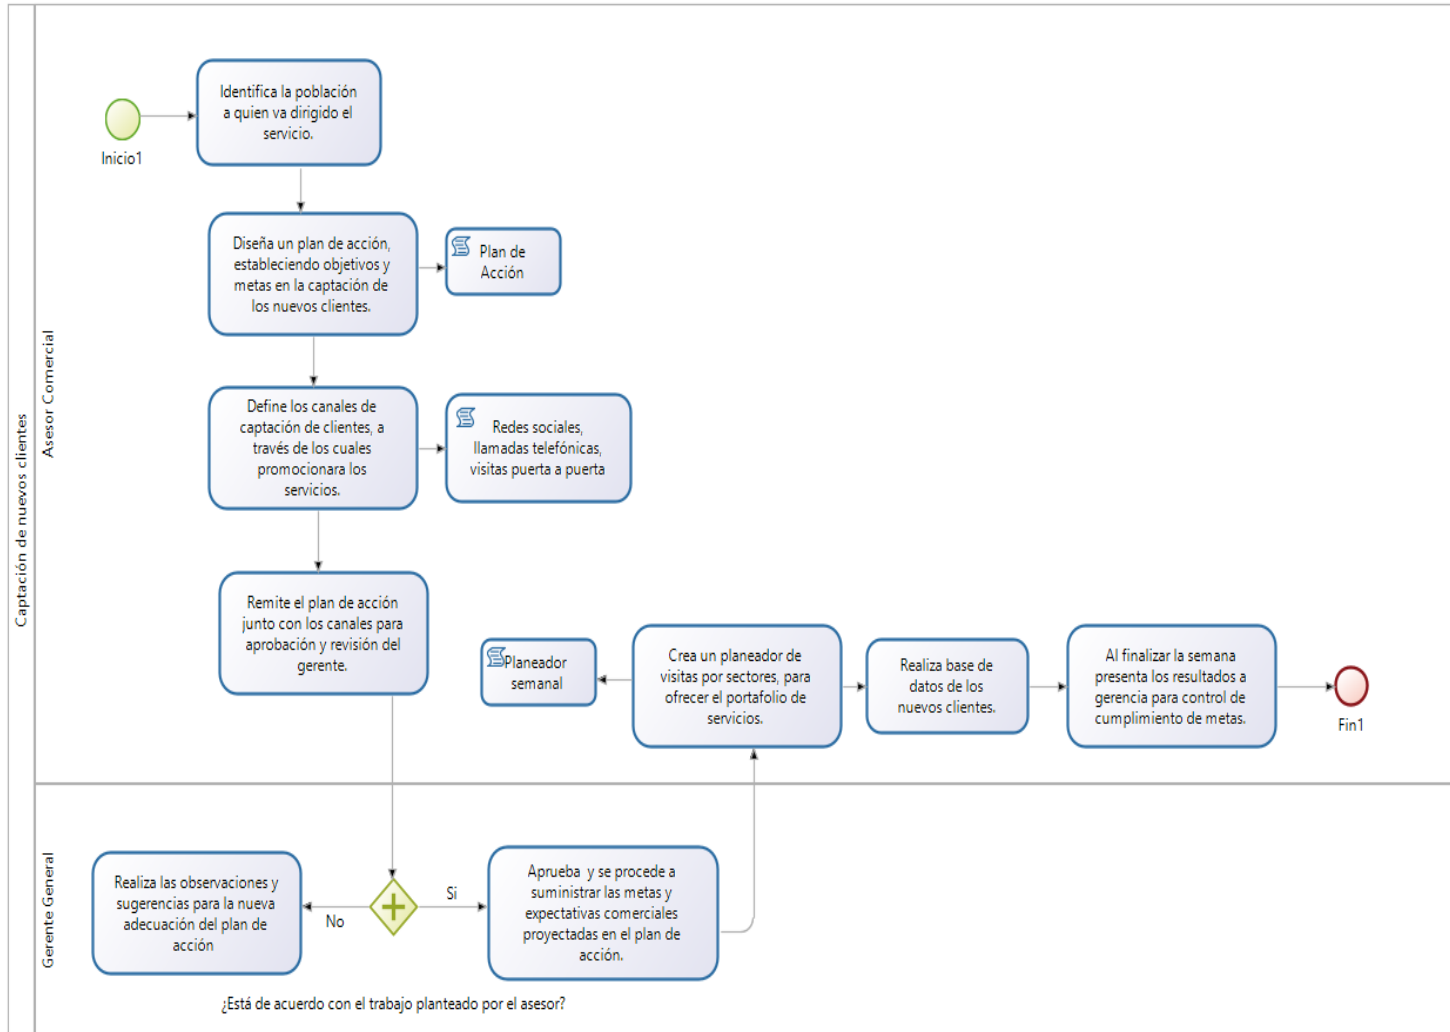 Captación de nuevos clientes
Asesor Comercial
Inicio1
Identifica la población
a quien va dirigido el
servicio.
Diseña un plan de acción,
estableciendo objetivos y
metas en la captación de
los nuevos clientes.
Plan de
Acción
Define los canales de
captación de clientes, a
través de los cuales
promocionara los
servicios.
Redes sociales,
llamadas telefónicas,
visitas puerta a puerta
Remite el plan de acción
junto con los canales para
aprobación y revisión del
gerente.
Planeador
semanal
Crea un planeador de
visitas por sectores, para
ofrecer el portafolio de
servicios.
Realiza base de
datos de los
nuevos clientes.
Al finalizar la semana
presenta los resultados a
gerencia para control de
cumplimiento de metas.
Fin1
Gerente General
Realiza las observaciones y
sugerencias para la nueva
adecuación del plan de
acción
No
Si
Aprueba y se procede a
suministrar las metas y
expectativas comerciales
proyectadas en el plan de
acción.
¿Está de acuerdo con el trabajo planteado por el asesor?